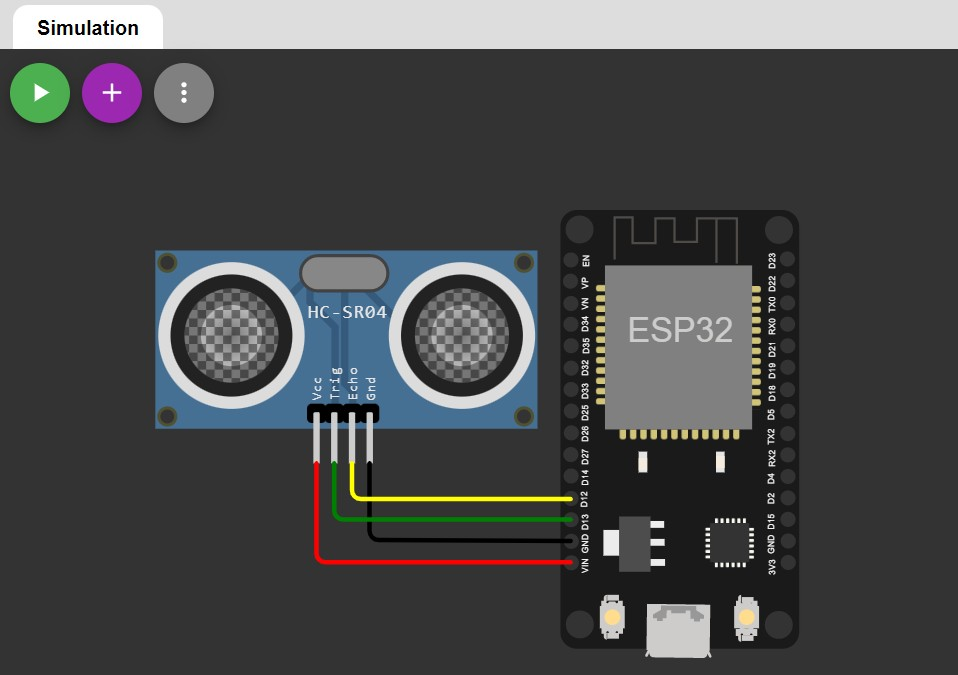 Simulation
HC-SR04
Vcc
Trig
Echo
Gnd
ESP32
EN
VP
VN
D34
D35
D32
D33
D25
D26
D27
D14
D12
D13
GND
VIN
D23
D22
TX0
RX0
D21
D19
D18
D5
TX2
RX2
D4
D2
D15
GND
3V3